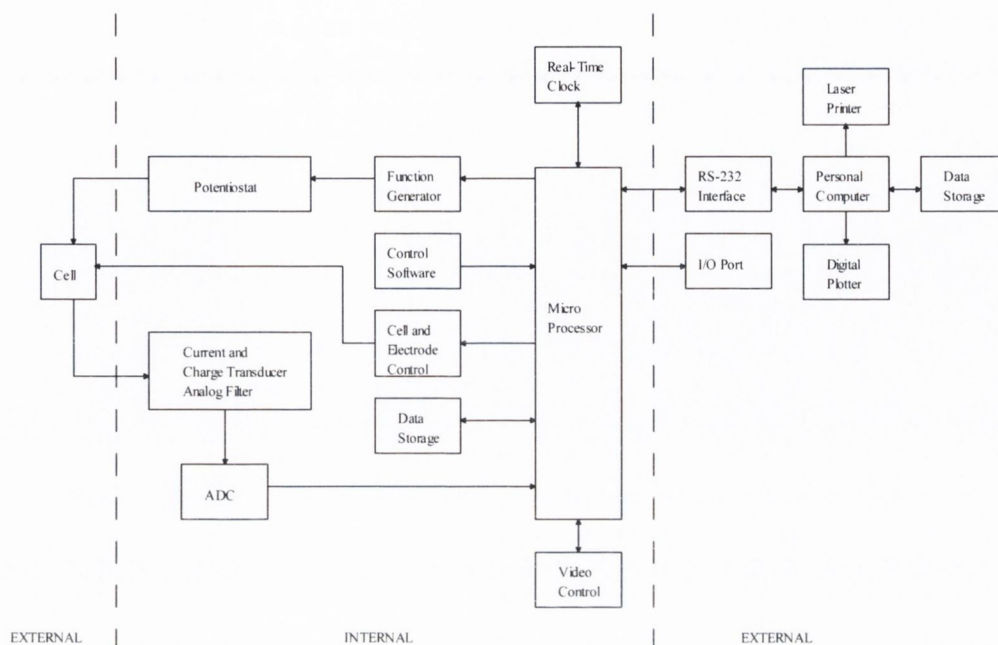 Real-Time
Clock
Laser
Printer
Potentiostat
Function
Generator
RS-232
Interface
Personal
Computer
Data
Storage
Cell
Control
Software
I/O Port
Digital
Plotter
Micro
Processor
Cell and
Electrode
Control
Current and
Charge Transducer
Analog Filter
Data
Storage
ADC
Video
Control
EXTERNAL
INTERNAL
EXTERNAL